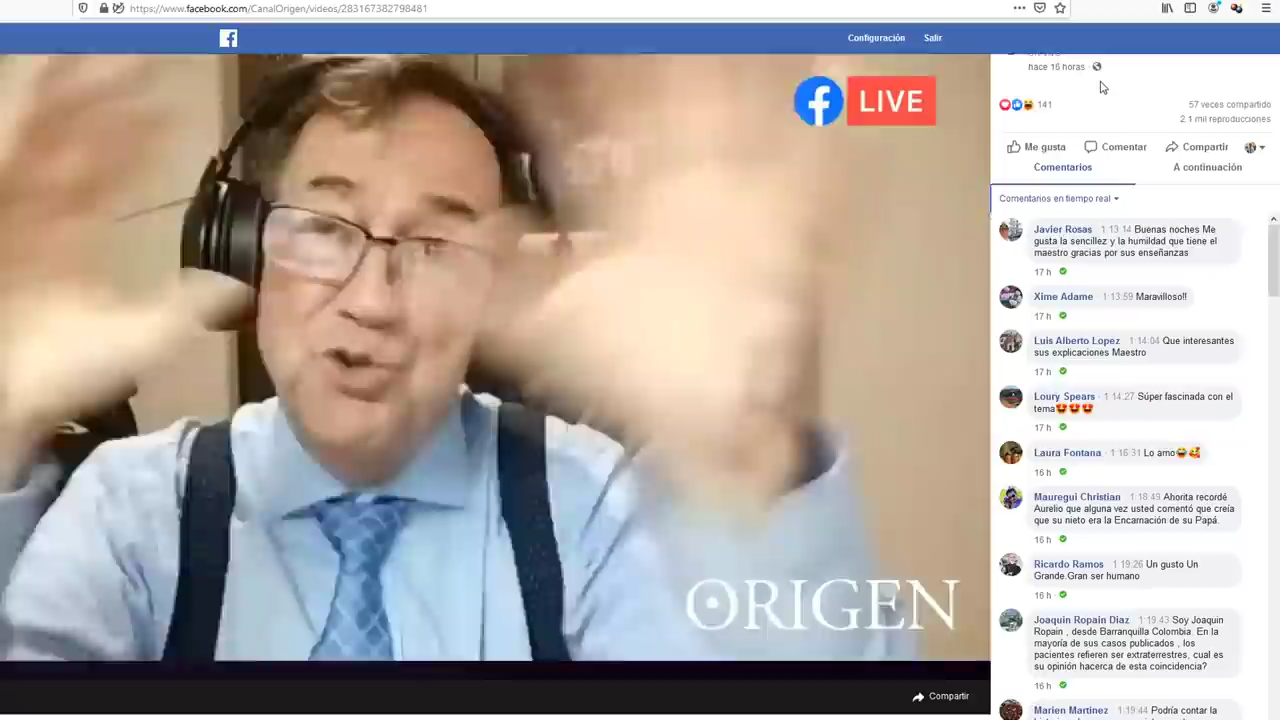 https://www.facebook.com/CanalOrigen/videos/283167382798481
Configuración
Salir
LIVE
ORIGEN
Compartir
hace 16 horas ·
141
57 veces compartido
2.1 mil reproducciones
Me gusta
Comentar
Compartir
Comentarios
A continuación
Comentarios en tiempo real
Javier Rosas · 1:13:14 Buenas noches Me
gusta la sencillez y la humildad que tiene el
maestro gracias por sus enseñanzas
17 h
Xime Adame · 1:13:59 Maravilloso!!
17 h
Luis Alberto Lopez · 1:14:04 Que interesantes
sus explicaciones Maestro
17 h
Loury Spears · 1:14:27 Súper fascinada con el
tema😍😍😍
17 h
Laura Fontana · 1:16:31 Lo amo😂🥰
16 h
Mauregui Christian · 1:18:49 Ahorita recordé
Aurelio que alguna vez usted comentó que creía
que su nieto era la Encarnación de su Papá.
16 h
Ricardo Ramos · 1:19:26 Un gusto Un
Grande.Gran ser humano
16 h
Joaquin Ropain Diaz · 1:19:43 Soy Joaquin
Ropain , desde Barranquilla Colombia. En la
mayoría de sus casos publicados , los
pacientes refieren ser extraterrestres, cual es
su opinión hacerca de esta coincidencia?
16 h
Marien Martinez · 1:19:44 Podría contar la